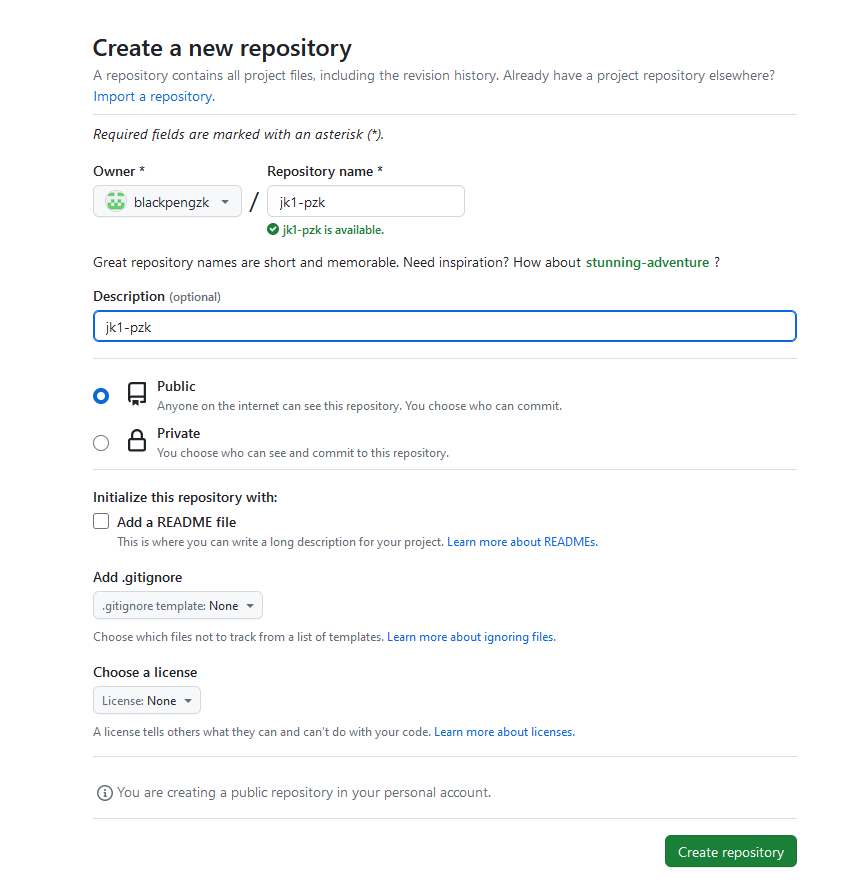 Create a new repository
A repository contains all project files, including the revision history. Already have a project repository elsewhere?
Import a repository.
Required fields are marked with an asterisk (*).
Owner * Repository name *
blackpengzk / jk1-pzk
jk1-pzk is available.
Great repository names are short and memorable. Need inspiration? How about stunning-adventure ?
Description (optional)
jk1-pzk
Public
Anyone on the internet can see this repository. You choose who can commit.
Private
You choose who can see and commit to this repository.
Initialize this repository with:
Add a README file
This is where you can write a long description for your project. Learn more about READMEs.
Add .gitignore
.gitignore template: None
Choose which files not to track from a list of templates. Learn more about ignoring files.
Choose a license
License: None
A license tells others what they can and can't do with your code. Learn more about licenses.
You are creating a public repository in your personal account.
Create repository